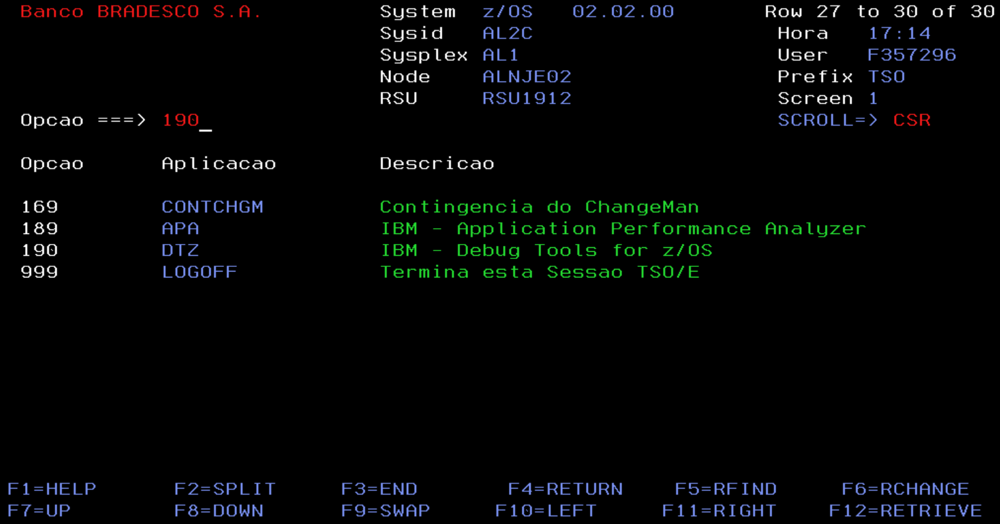 Banco BRADESCO S.A. System z/OS 02.02.00 Row 27 to 30 of 30
Sysid AL2C Hora 17:14
Sysplex AL1 User F357296
Node ALNJE02 Prefix TSO
RSU RSU1912 Screen 1
Opcao ===> 190_ SCROLL=> CSR
Opcao Aplicacao Descricao
169 CONTCHGM Contingencia do ChangeMan
189 APA IBM - Application Performance Analyzer
190 DTZ IBM - Debug Tools for z/OS
999 LOGOFF Termina esta Sessao TSO/E
F1=HELP F2=SPLIT F3=END F4=RETURN F5=RFIND F6=RCHANGE
F7=UP F8=DOWN F9=SWAP F10=LEFT F11=RIGHT F12=RETRIEVE